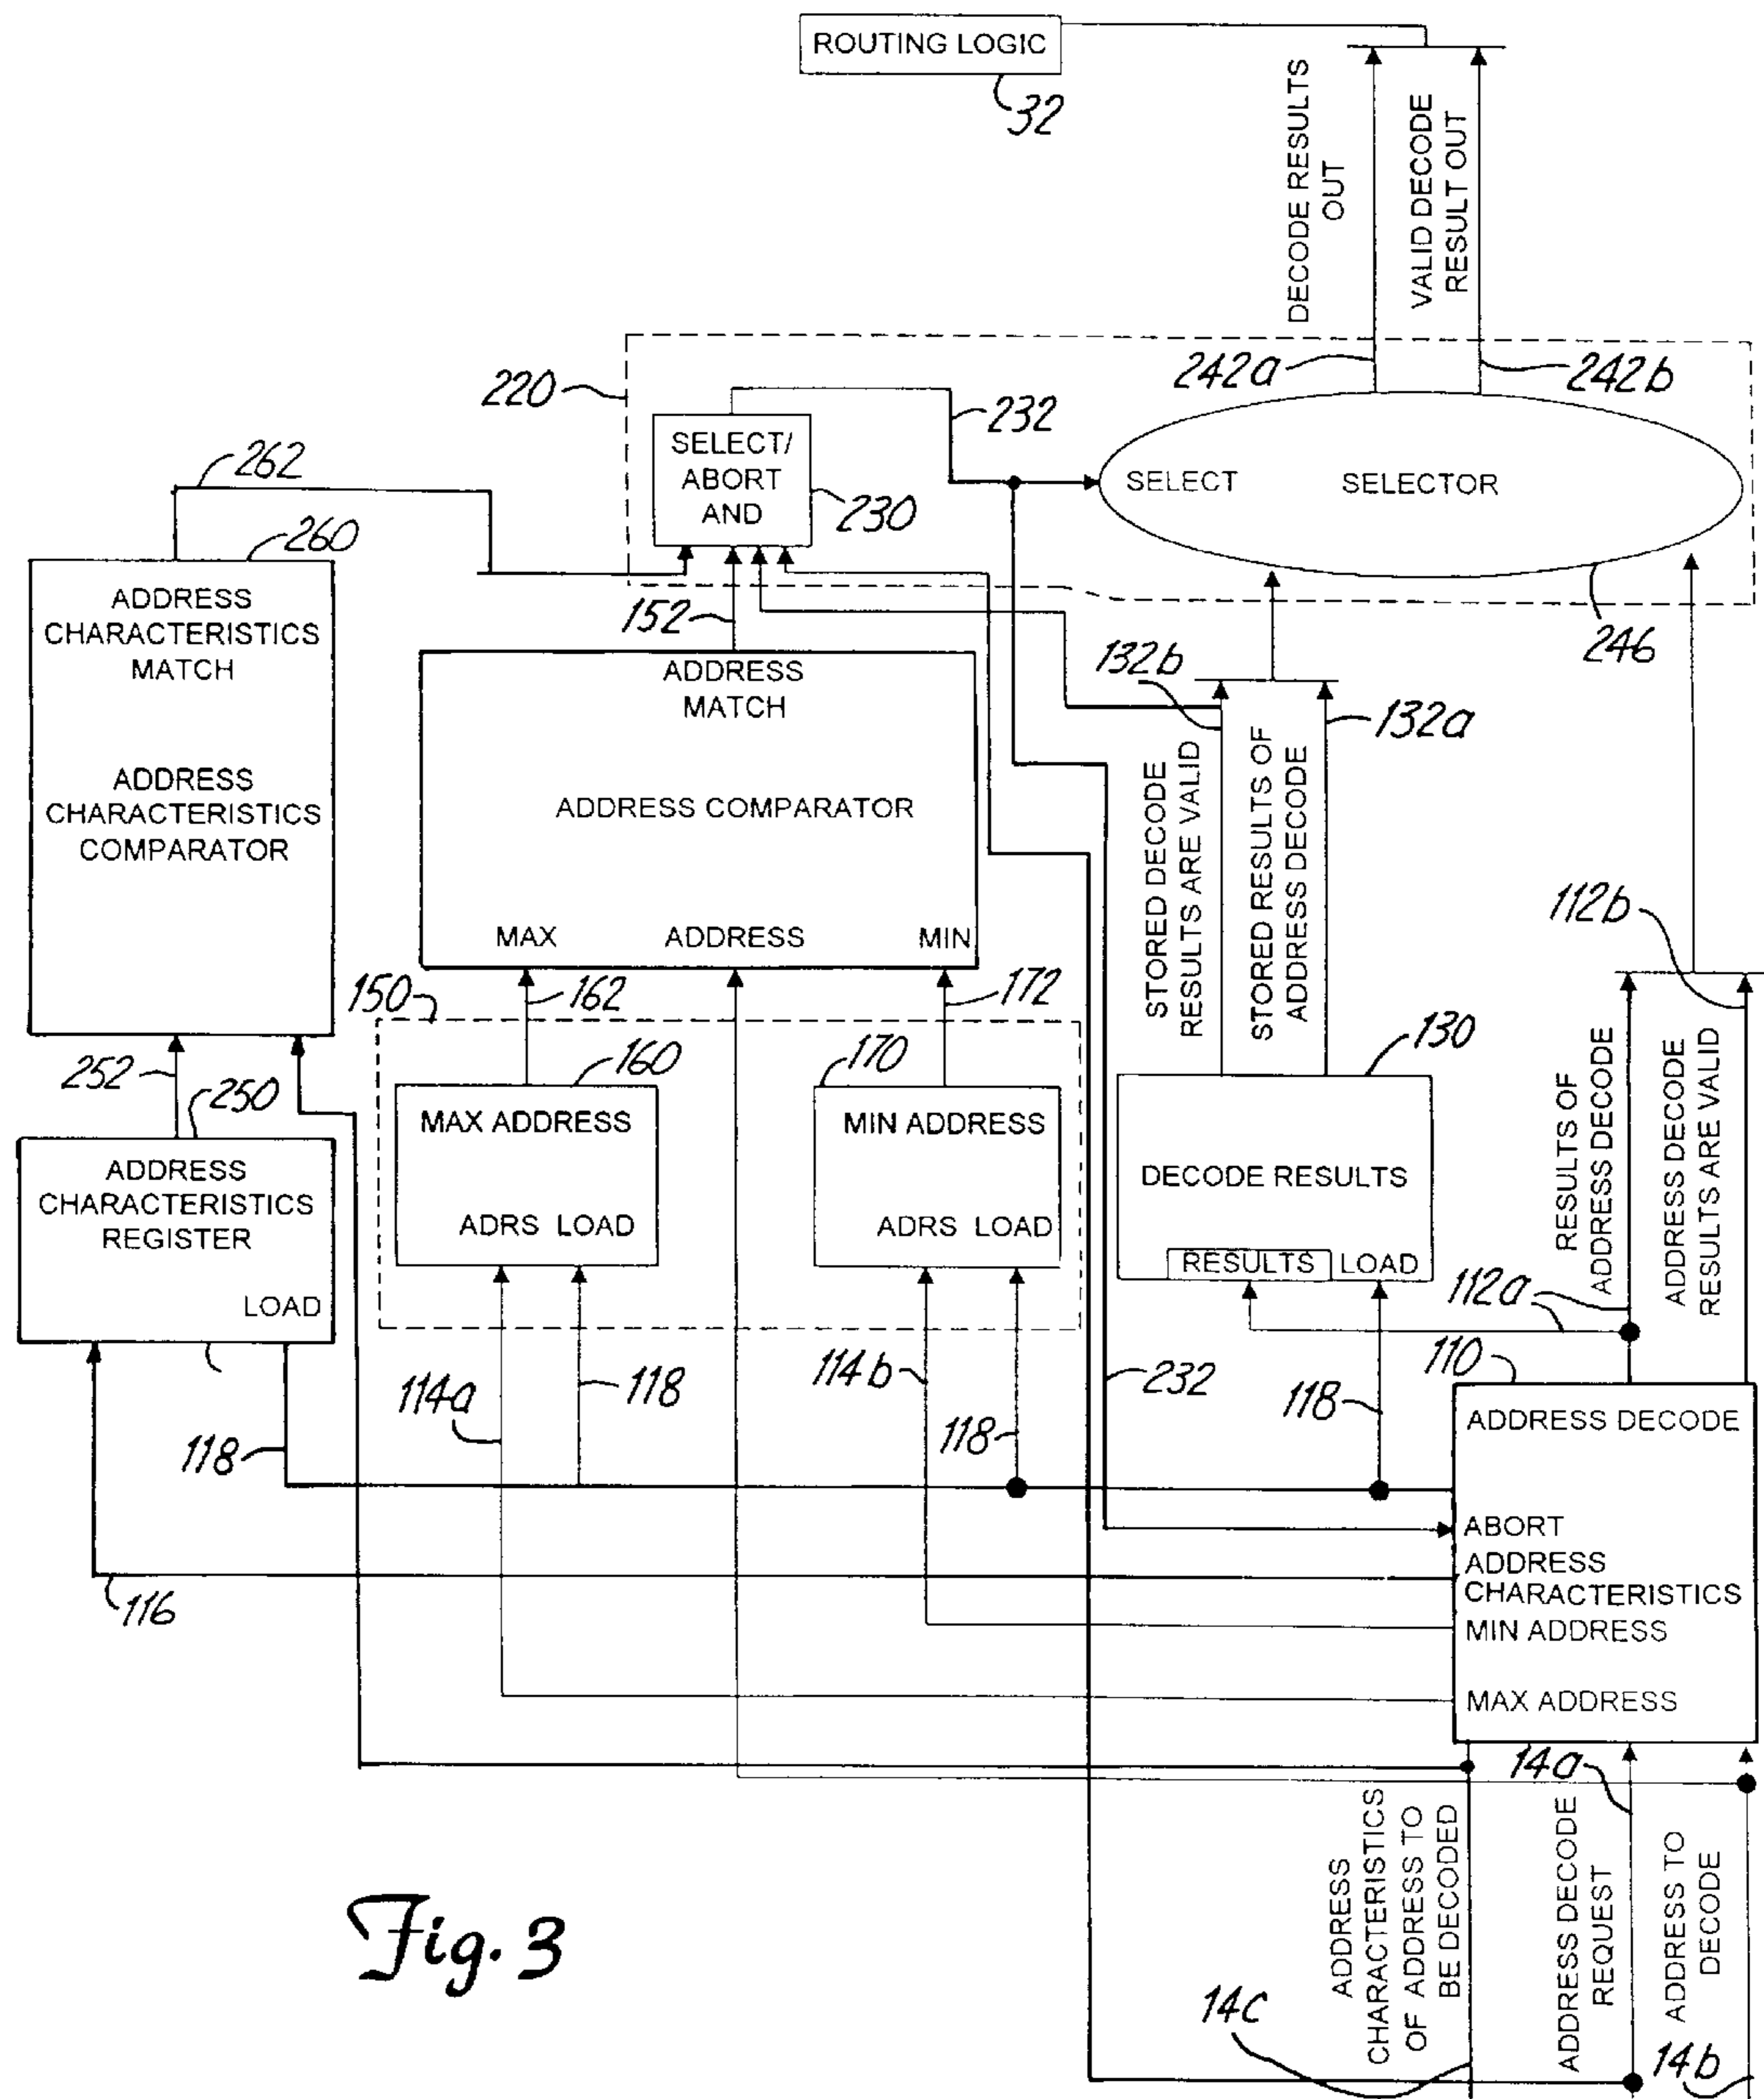 ROUTING LOGIC
32
DECODE RESULTS
OUT
VALID DECODE
RESULT OUT
242a
242b
220
232
SELECT/
ABORT
AND
230
SELECT
SELECTOR
246
262
260
ADDRESS
CHARACTERISTICS
MATCH
ADDRESS
CHARACTERISTICS
COMPARATOR
152
ADDRESS
MATCH
ADDRESS COMPARATOR
MAX
ADDRESS
MIN
132b
132a
STORED DECODE
RESULTS ARE VALID
STORED RESULTS OF
ADDRESS DECODE
112b
150
162
172
252
250
ADDRESS
CHARACTERISTICS
REGISTER
LOAD
160
MAX ADDRESS
ADRS LOAD
170
MIN ADDRESS
ADRS LOAD
130
DECODE RESULTS
RESULTS
LOAD
RESULTS OF
ADDRESS DECODE
ADDRESS DECODE
RESULTS ARE VALID
112a
110
118
114a
118
114b
118
232
118
116
ADDRESS DECODE
ABORT
ADDRESS
CHARACTERISTICS
MIN ADDRESS
MAX ADDRESS
14a
ADDRESS
CHARACTERISTICS
OF ADDRESS TO
BE DECODED
ADDRESS DECODE
REQUEST
ADDRESS TO
DECODE
14c
14b
Fig. 3